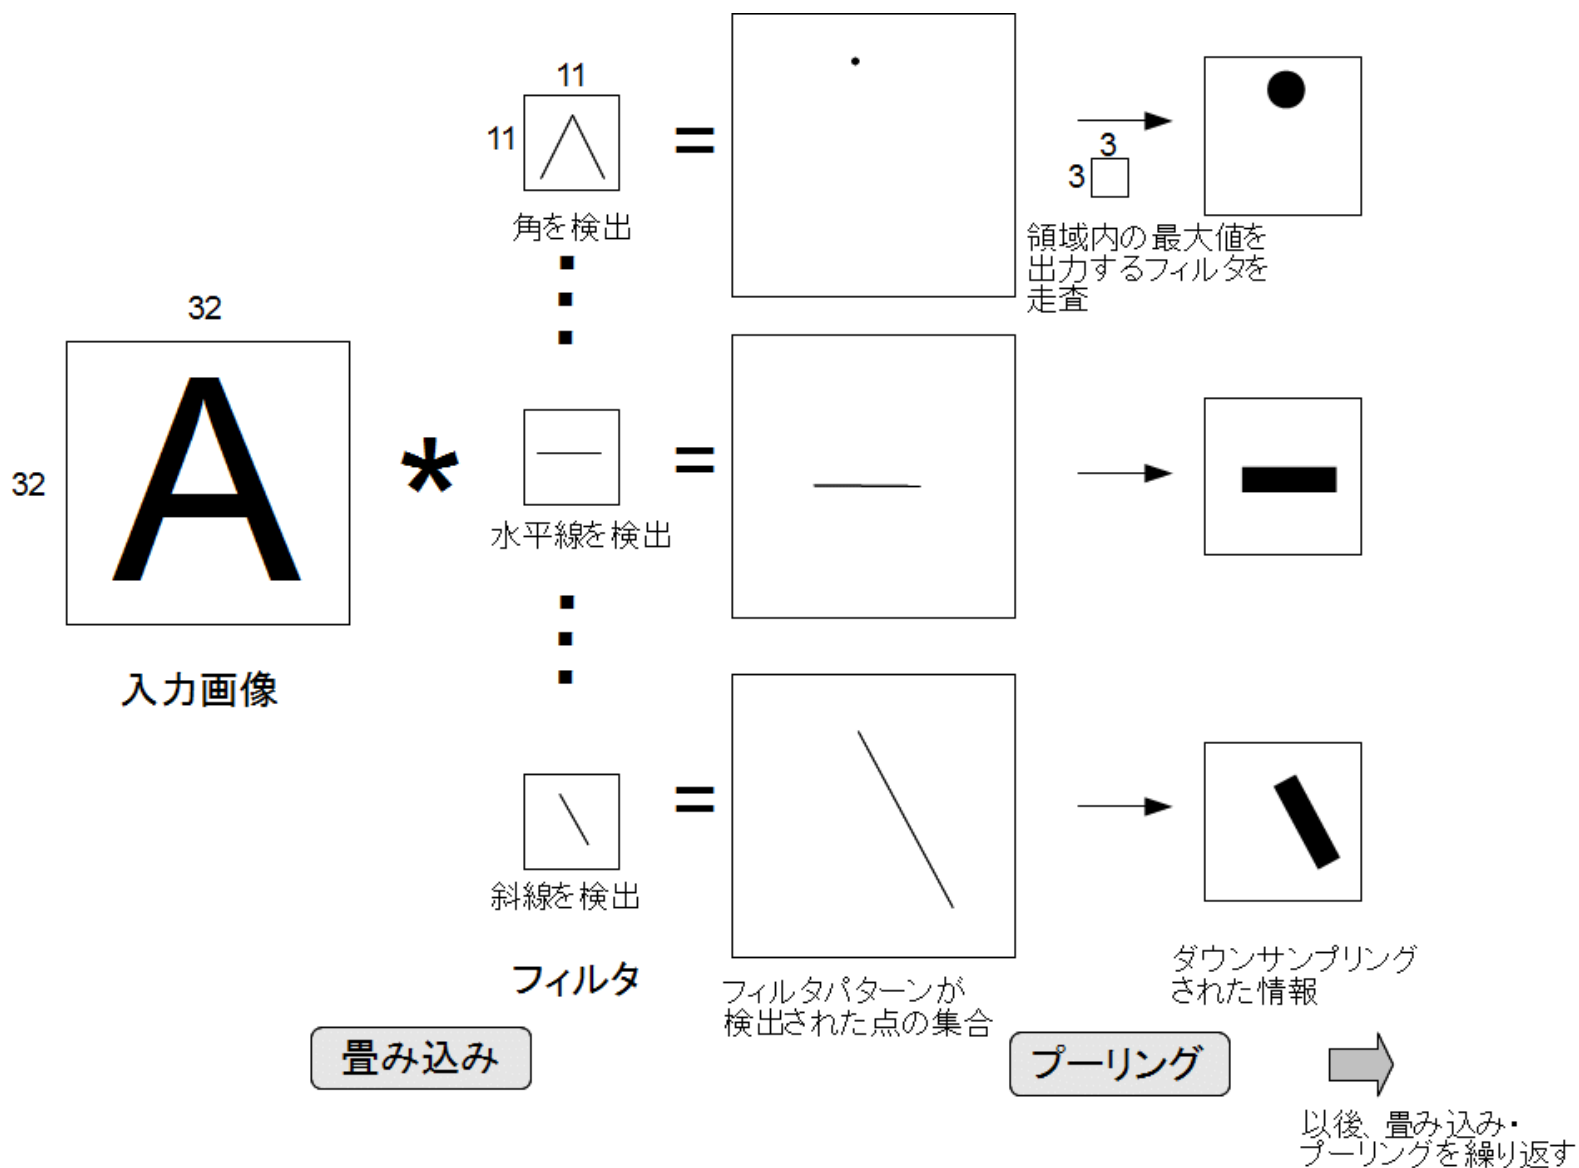 11
11
角を検出
=
3
3
領域内の最大値を
出力するフィルタを
走査
32
32
A
入力画像
*
水平線を検出
=
斜線を検出
=
フィルタ
フィルタパターンが
検出された点の集合
ダウンサンプリング
された情報
畳み込み
プーリング
以後、畳み込み・
プーリングを繰り返す